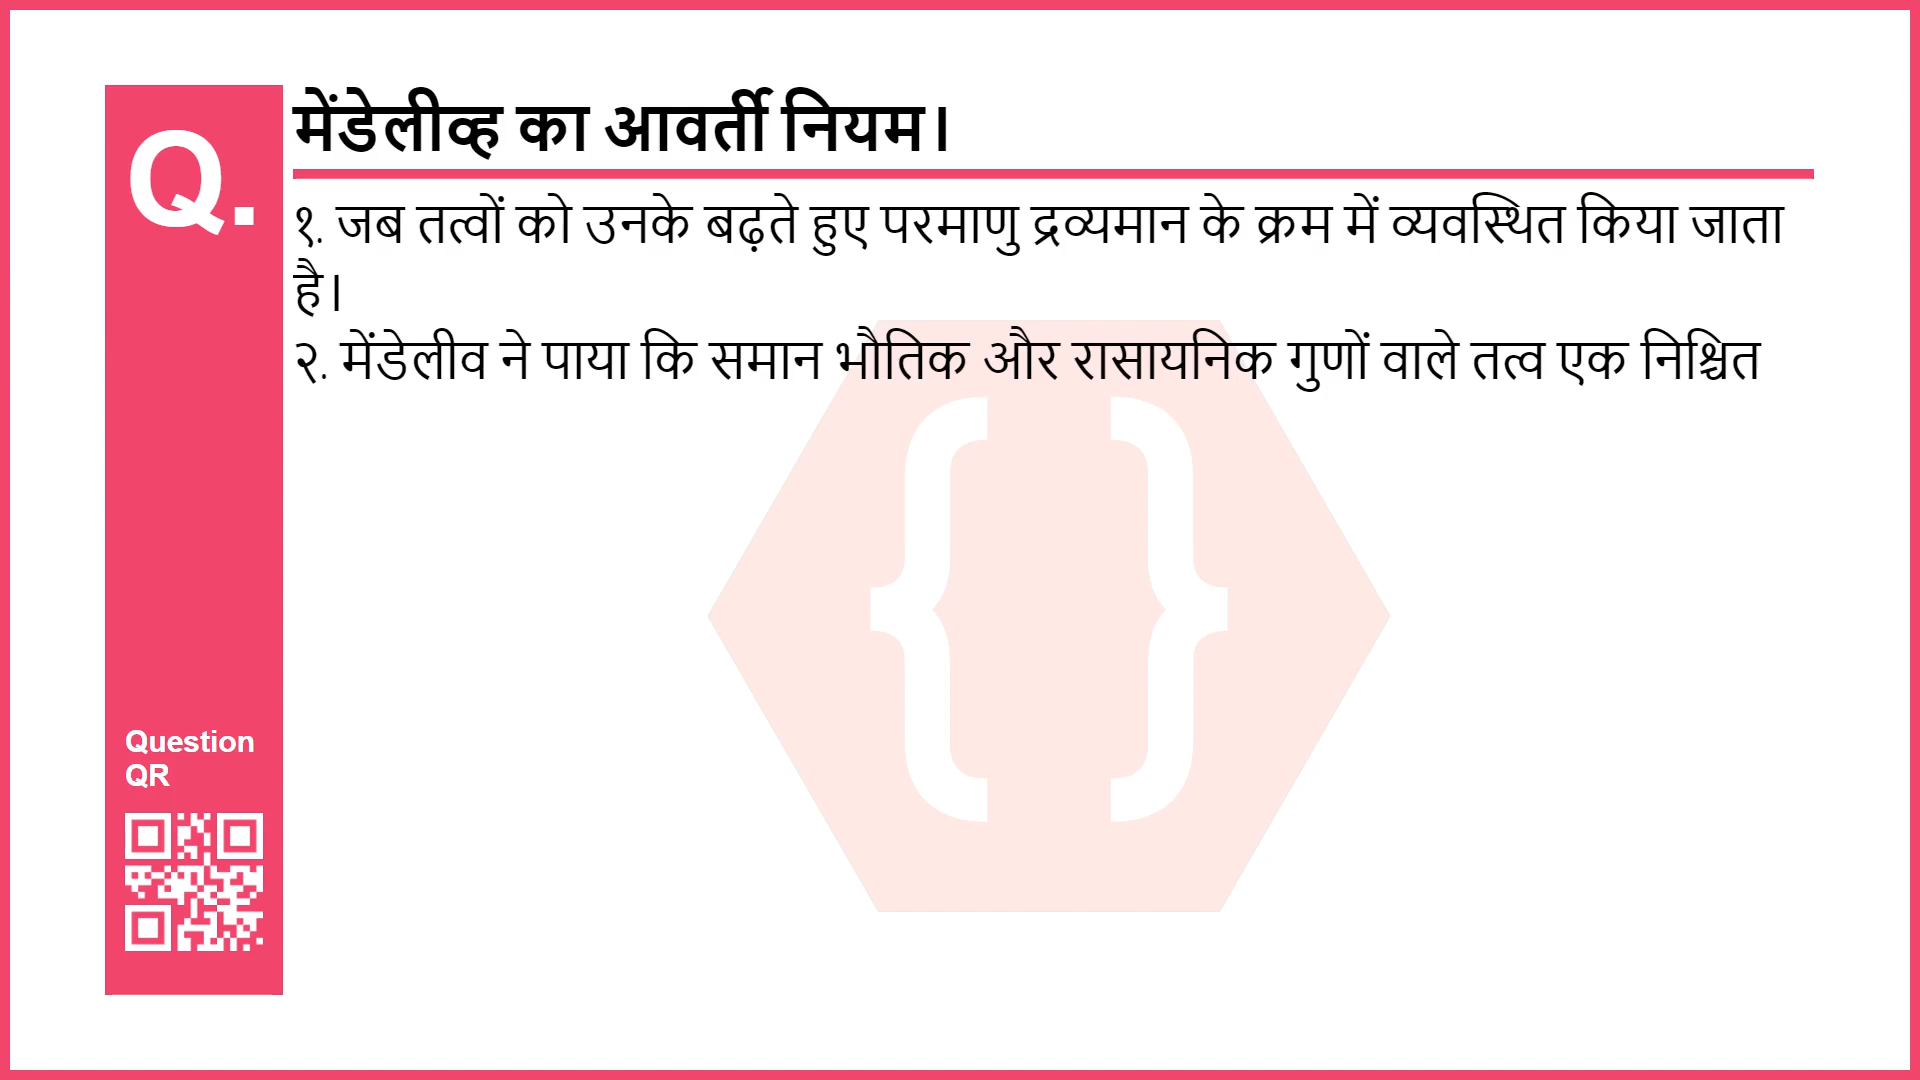 Q.
मेंडेलीव्ह का आवर्ती नियम।
१. जब तत्वों को उनके बढ़ते हुए परमाणु द्रव्यमान के क्रम में व्यवस्थित किया जाता
है।
२. मेंडेलीव ने पाया कि समान भौतिक और रासायनिक गुणों वाले तत्व एक निश्चित
Question
QR